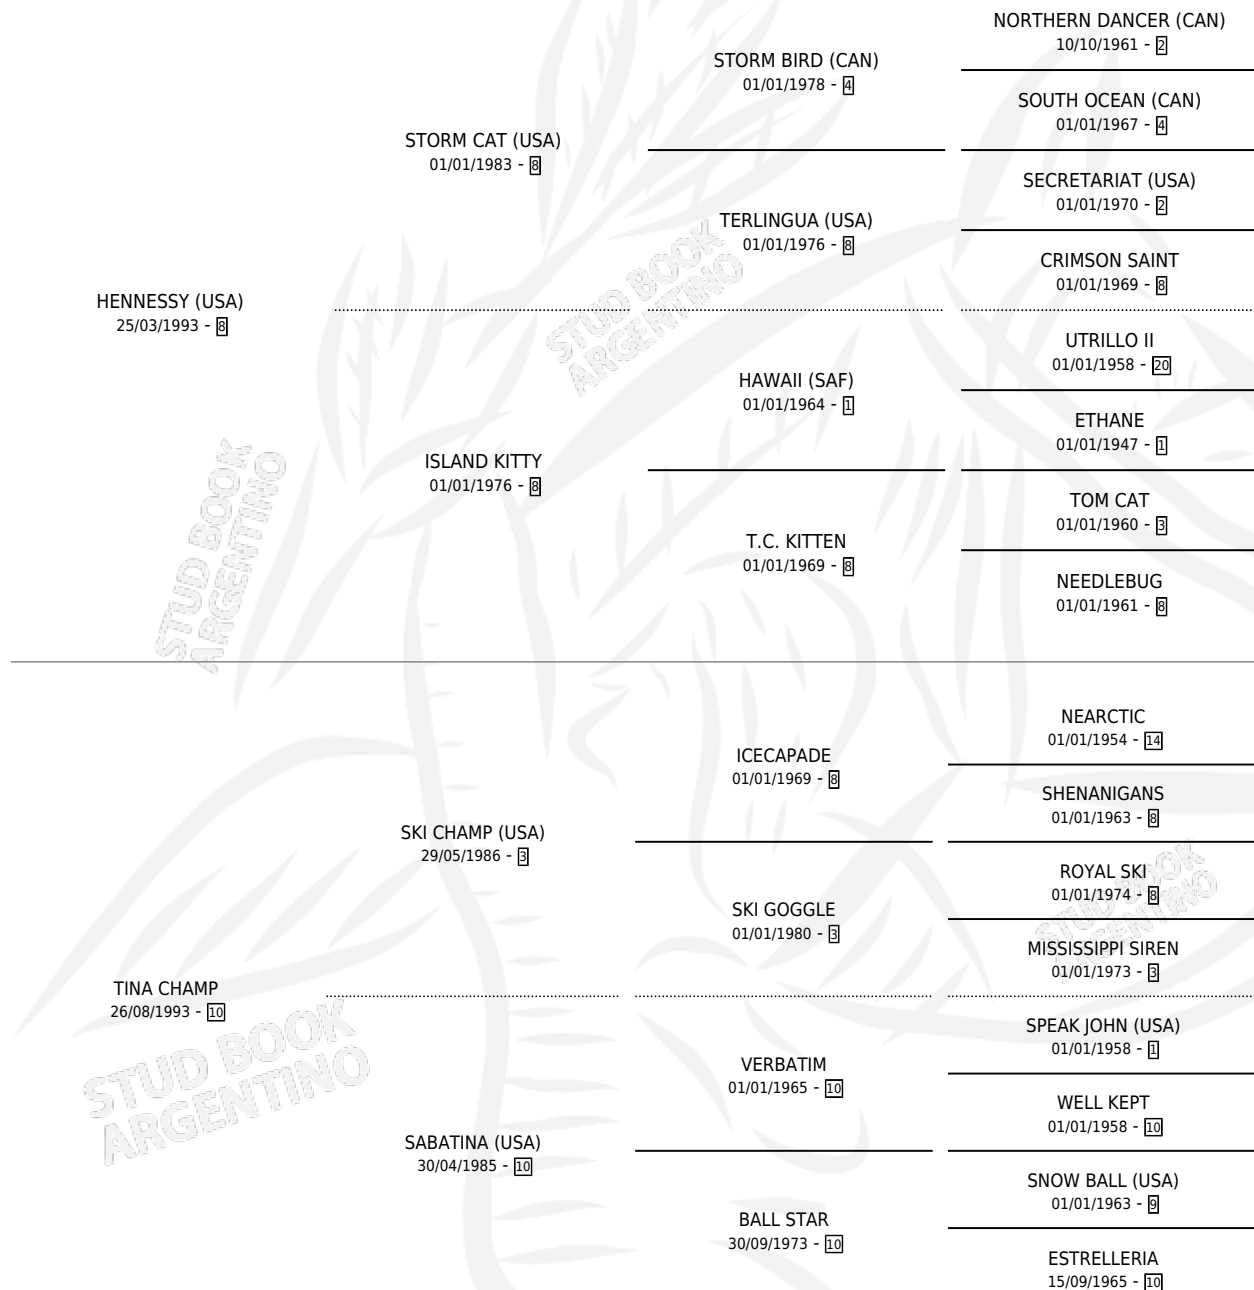 NORTHERN DANCER (CAN)
10/10/1961 - 2
STORM BIRD (CAN)
01/01/1978 - 4
SOUTH OCEAN (CAN)
01/01/1967 - 4
STORM CAT (USA)
01/01/1983 - 8
SECRETARIAT (USA)
01/01/1970 - 2
TERLINGUA (USA)
01/01/1976 - 8
CRIMSON SAINT
01/01/1969 - 8
HENNESSY (USA)
25/03/1993 - 8
UTRILLO II
01/01/1958 - 20
HAWAII (SAF)
01/01/1964 - 1
ETHANE
01/01/1947 - 1
ISLAND KITTY
01/01/1976 - 8
TOM CAT
01/01/1960 - 3
T.C. KITTEN
01/01/1969 - 8
NEEDLEBUG
01/01/1961 - 8
NEARCTIC
01/01/1954 - 14
ICECAPADE
01/01/1969 - 8
SHENANIGANS
01/01/1963 - 8
SKI CHAMP (USA)
29/05/1986 - 3
ROYAL SKI
01/01/1974 - 8
SKI GOGGLE
01/01/1980 - 3
MISSISSIPPI SIREN
01/01/1973 - 3
TINA CHAMP
26/08/1993 - 10
SPEAK JOHN (USA)
01/01/1958 - 1
VERBATIM
01/01/1965 - 10
WELL KEPT
01/01/1958 - 10
SABATINA (USA)
30/04/1985 - 10
SNOW BALL (USA)
01/01/1963 - 9
BALL STAR
30/09/1973 - 10
ESTRELLERIA
15/09/1965 - 10
STUD BOOK
ARGENTINO
STUD BOOK
ARGENTINO
STUD BOOK
ARGENTINO
STUD BOOK
ARGENTINO